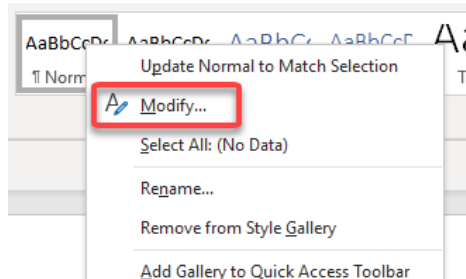 AaBbCcDc AaBbCcDc AaBbCc AaBbCcE
¶ Norm
Update Normal to Match Selection
Modify...
Select All: (No Data)
Rename...
Remove from Style Gallery
Add Gallery to Quick Access Toolbar